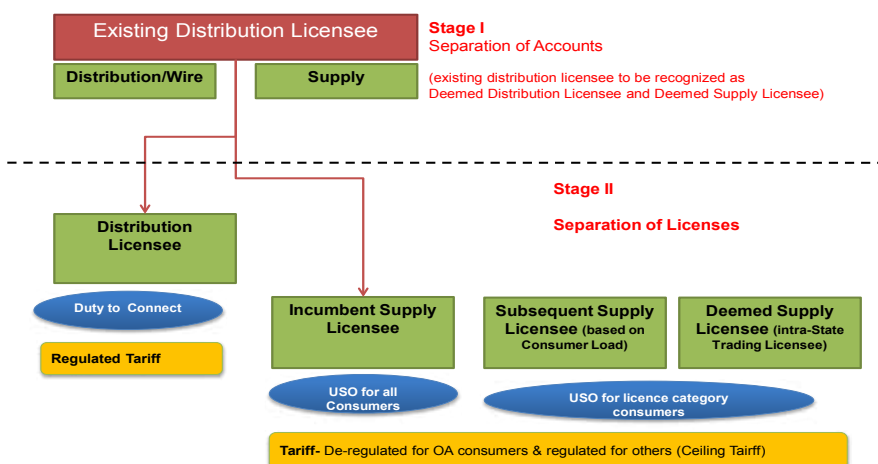 Existing Distribution Licensee
Stage I
Separation of Accounts
Distribution/Wire
Supply
(existing distribution licensee to be recognized as
Deemed Distribution Licensee and Deemed Supply Licensee)
Stage II
Separation of Licenses
Distribution
Licensee
Duty to Connect
Regulated Tariff
Incumbent Supply
Licensee
Subsequent Supply
Licensee (based on
Consumer Load)
Deemed Supply
Licensee (intra-State
Trading Licensee)
USO for all
Consumers
USO for licence category
consumers
Tariff- De-regulated for OA consumers & regulated for others (Ceiling Tairff)